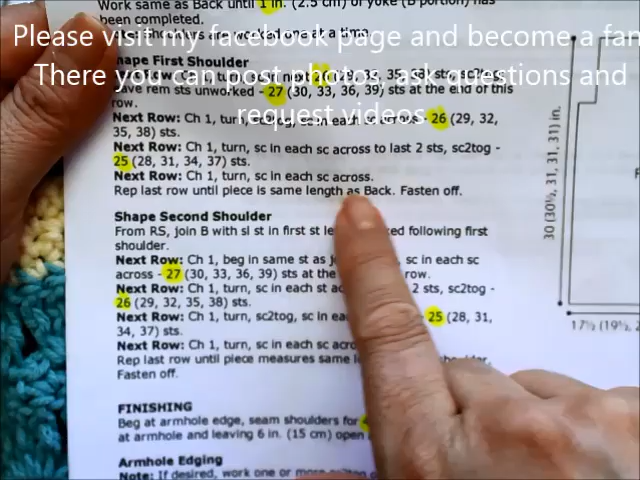 Work same as Back until 1 in. (2.5 cm) of yoke (B portion) has
been completed.
Please visit my facebook page and become a fan
There you can post photos, ask questions and
request videos.
Shape First Shoulder
leave rem sts unworked - 27 (30, 33, 36, 39) sts at the end of this
row.
Next Row: Ch 1, turn, sc2tog, sc in each sc across - 26 (29, 32,
35, 38) sts.
Next Row: Ch 1, turn, sc in each sc across to last 2 sts, sc2tog -
25 (28, 31, 34, 37) sts.
Next Row: Ch 1, turn, sc in each sc across.
Rep last row until piece is same length as Back. Fasten off.
Shape Second Shoulder
From RS, join B with sl st in first st following first
shoulder.
Next Row: Ch 1, beg in same st as sc in each sc
across - 27 (30, 33, 36, 39) sts at the row.
Next Row: Ch 1, turn, sc in each st 2 sts, sc2tog -
26 (29, 32, 35, 38) sts.
Next Row: Ch 1, turn, sc2tog, sc in 25 (28, 31,
34, 37) sts.
Next Row: Ch 1, turn, sc in each sc
Rep last row until piece measures same
Fasten off.
FINISHING
Beg at armhole edge, seam shoulders for
at armhole and leaving 6 in. (15 cm) open
Armhole Edging
Note: If desired, work one or more
30 (30½, 31, 31, 31) in.
17½ (19½,